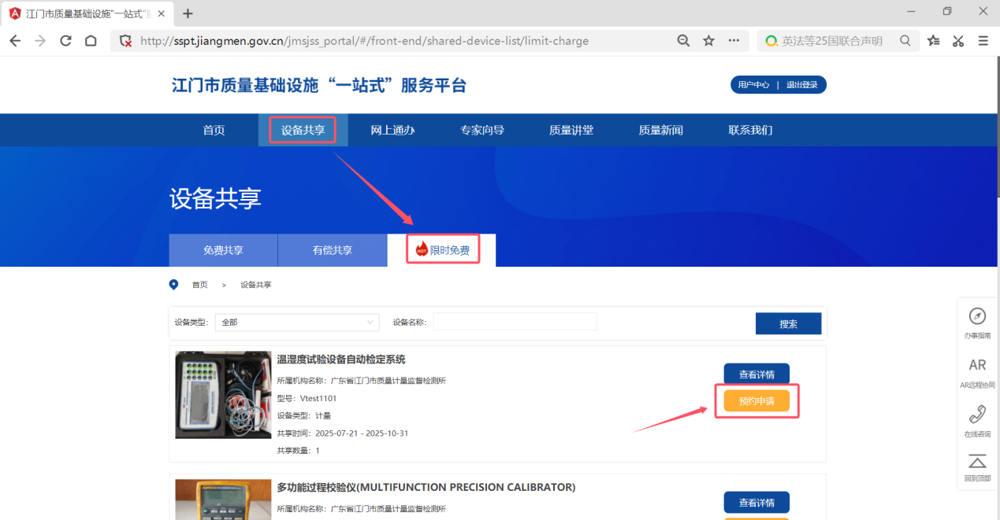 江门市质量基础设施“一站式”
http://sspt.jiangmen.gov.cn/jmsjss_portal/#/front-end/shared-device-list/limit-charge
英法等25国联合声明
江门市质量基础设施“一站式”服务平台
用户中心 | 退出登录
首页 设备共享 网上通办 专家向导 质量讲堂 质量新闻 联系我们
设备共享
免费共享 有偿共享 HOT 限时免费
首页 > 设备共享
设备类型： 全部 设备名称： 搜索
温湿度试验设备自动检定系统
所属机构名称：广东省江门市质量计量监督检测所
型号：Vtest1101
设备类型：计量
共享时间：2025-07-21 - 2025-10-31
共享数量：1
查看详情
预约申请
多功能过程校验仪(MULTIFUNCTION PRECISION CALIBRATOR)
所属机构名称：广东省江门市质量计量监督检测所
查看详情
办事指南
AR
AR远程协同
在线咨询
回到顶部